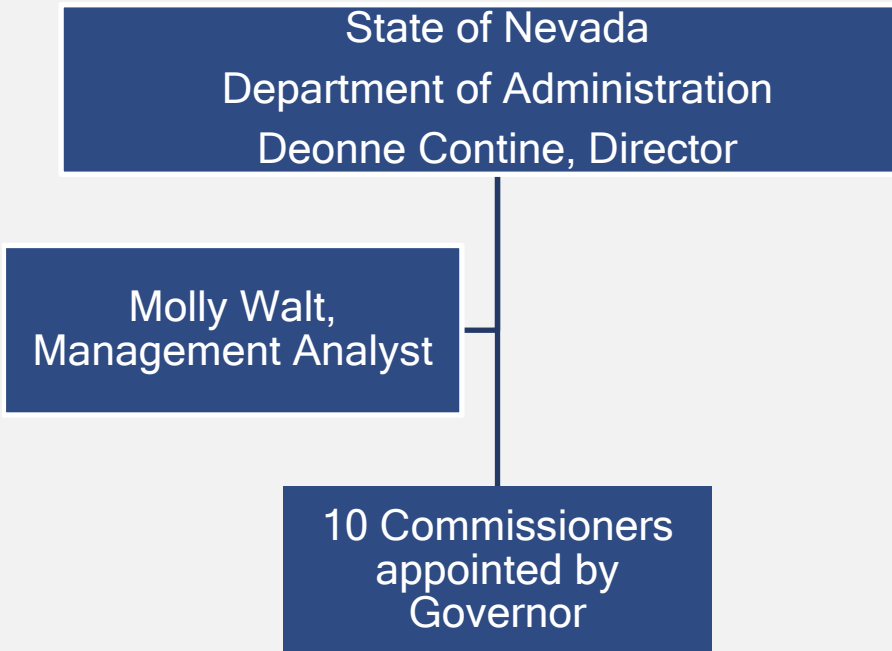 State of Nevada
Department of Administration
Deonne Contine, Director
Molly Walt,
Management Analyst
10 Commissioners
appointed by
Governor